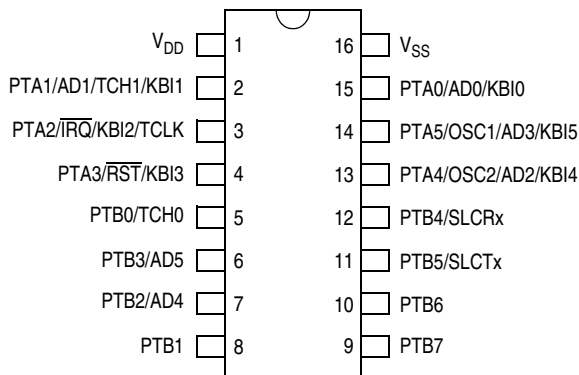 VDD 1 16 VSS
PTA1/AD1/TCH1/KBI1 2 15 PTA0/AD0/KBI0
PTA2/IRQ/KBI2/TCLK 3 14 PTA5/OSC1/AD3/KBI5
PTA3/RST/KBI3 4 13 PTA4/OSC2/AD2/KBI4
PTB0/TCH0 5 12 PTB4/SLCRx
PTB3/AD5 6 11 PTB5/SLCTx
PTB2/AD4 7 10 PTB6
PTB1 8 9 PTB7